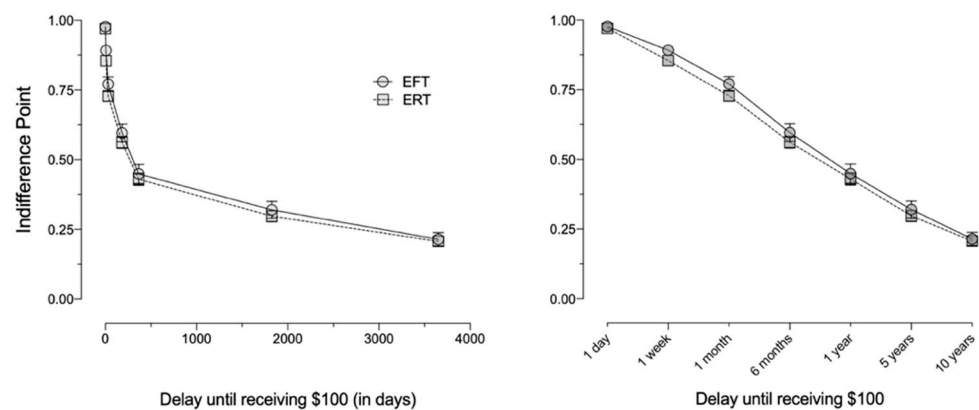 1.00
0.75
0.50
0.25
0.00
Indifference Point
EFT
ERT
0 1000 2000 3000 4000
Delay until receiving $100 (in days)
1.00
0.75
0.50
0.25
0.00
1 day 1 week 1 month 6 months 1 year 5 years 10 years
Delay until receiving $100